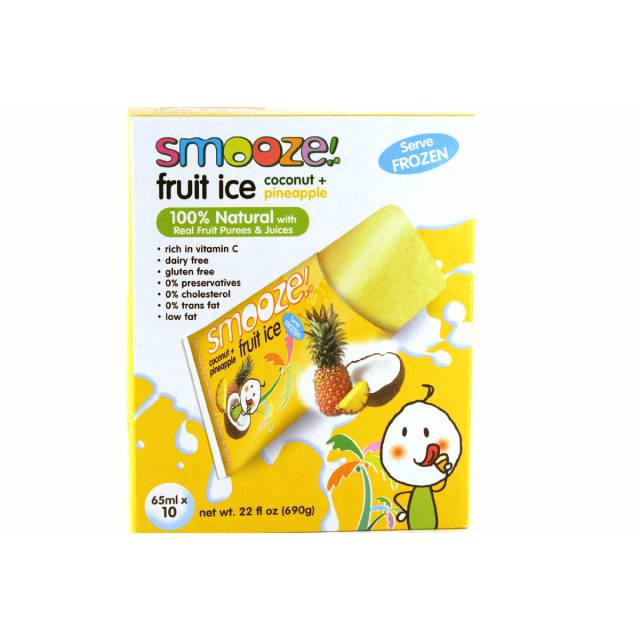 smooze!
Serve
FROZEN
fruit ice coconut +
pineapple
100% Natural with
Real Fruit Purees & Juices
• rich in vitamin C
• dairy free
• gluten free
• 0% preservatives
• 0% cholesterol
• 0% trans fat
• low fat
smooze!
coconut +
pineapple fruit ice
Serve
FROZEN
65ml x
10
net wt. 22 fl oz (690g)